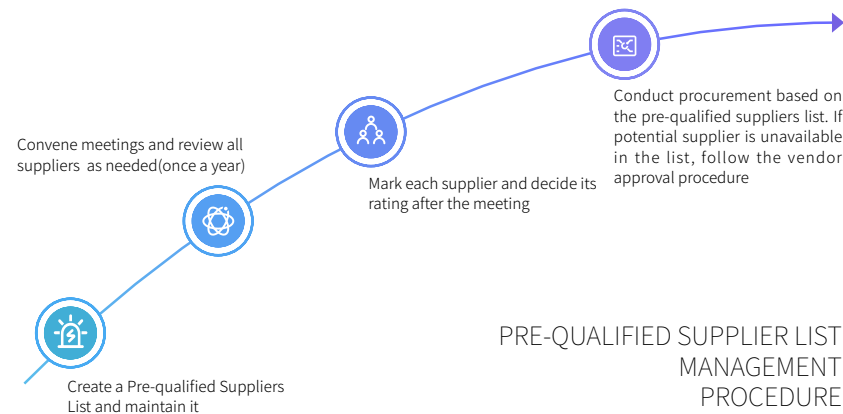 Convene meetings and review all
suppliers  as needed(once a year)
Conduct procurement based on
the pre-qualified suppliers list. If
potential supplier is unavailable
in the list, follow the vendor
approval procedure
Mark each supplier and decide its
rating after the meeting
Create a Pre-qualified Suppliers
List and maintain it
PRE-QUALIFIED SUPPLIER LIST
MANAGEMENT
PROCEDURE